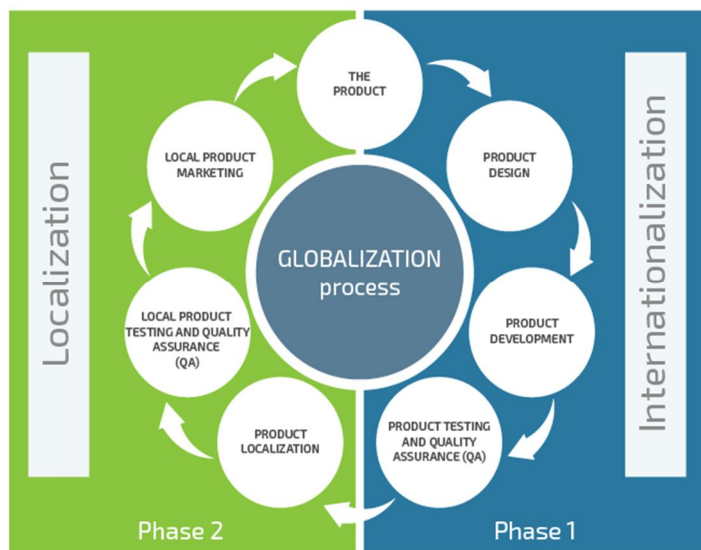 THE
PRODUCT
PRODUCT
DESIGN
PRODUCT
DEVELOPMENT
PRODUCT TESTING
AND QUALITY
ASSURANCE (QA)
PRODUCT
LOCALIZATION
LOCAL PRODUCT
TESTING AND QUALITY
ASSURANCE
(QA)
LOCAL PRODUCT
MARKETING
GLOBALIZATION
process
Localization
Internationalization
Phase 2
Phase 1